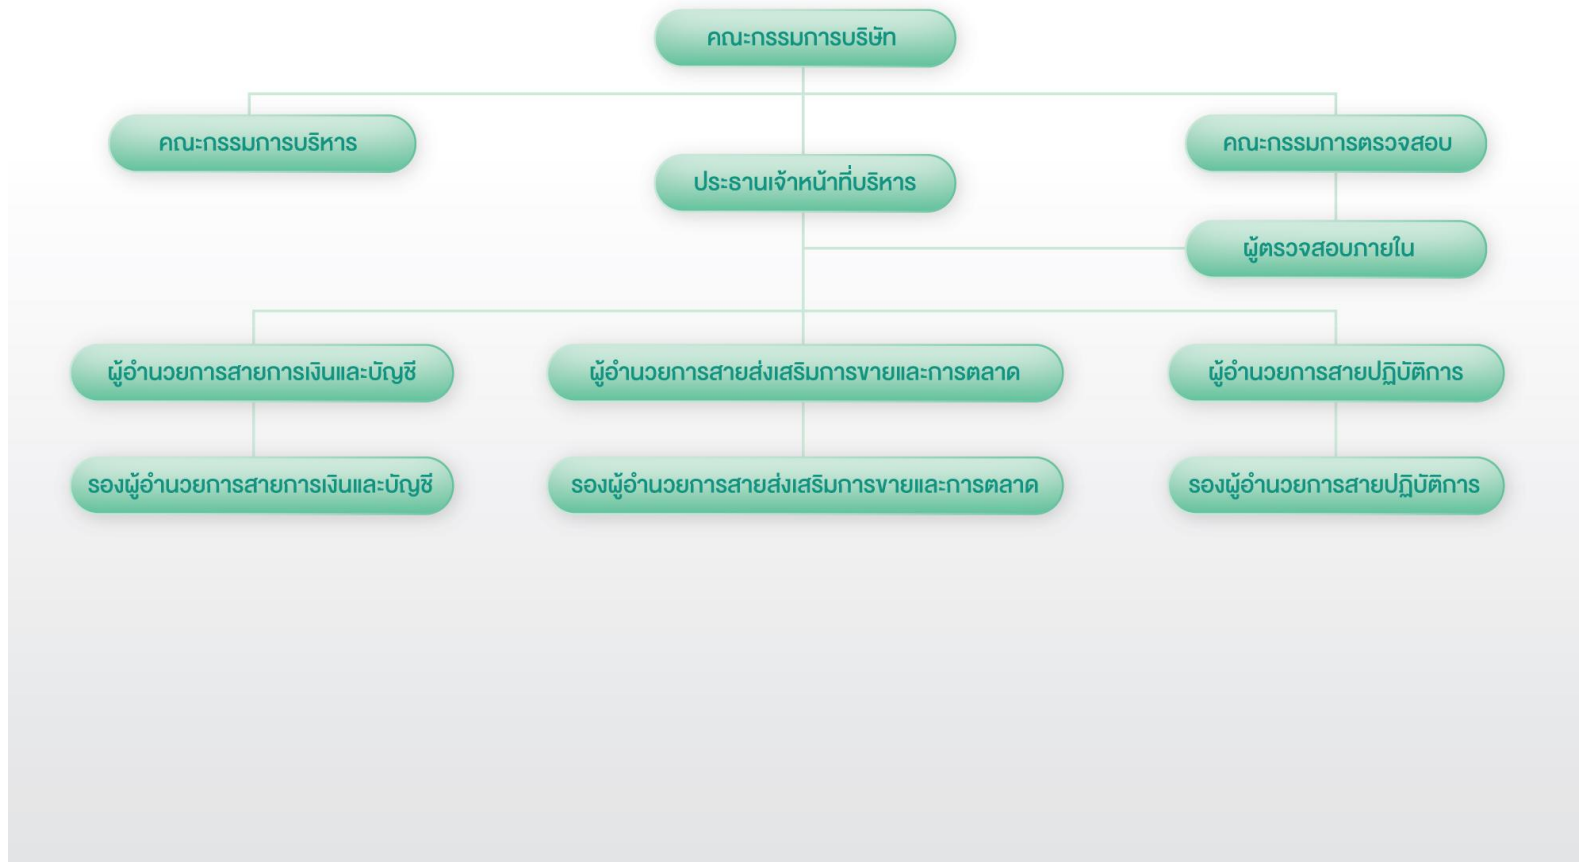 คณะกรรมการบริษัท
คณะกรรมการบริหาร
คณะกรรมการตรวจสอบ
ประธานเจ้าหน้าที่บริหาร
ผู้ตรวจสอบภายใน
ผู้อำนวยการสายการเงินและบัญชี
ผู้อำนวยการสายส่งเสริมการขายและการตลาด
ผู้อำนวยการสายปฏิบัติการ
รองผู้อำนวยการสายการเงินและบัญชี
รองผู้อำนวยการสายส่งเสริมการขายและการตลาด
รองผู้อำนวยการสายปฏิบัติการ